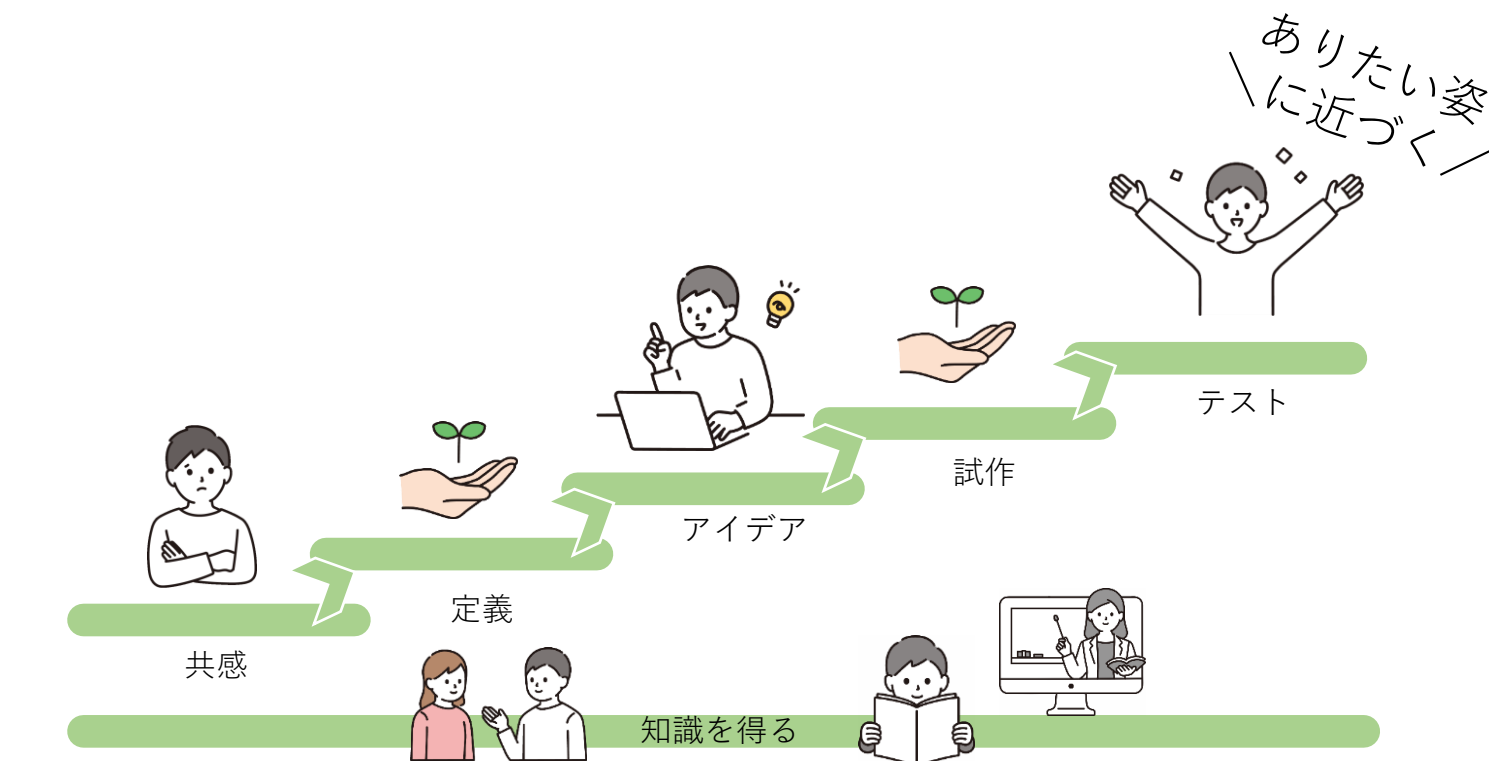 ありたい姿
\に近づく/
テスト
試作
アイデア
定義
共感
知識を得る